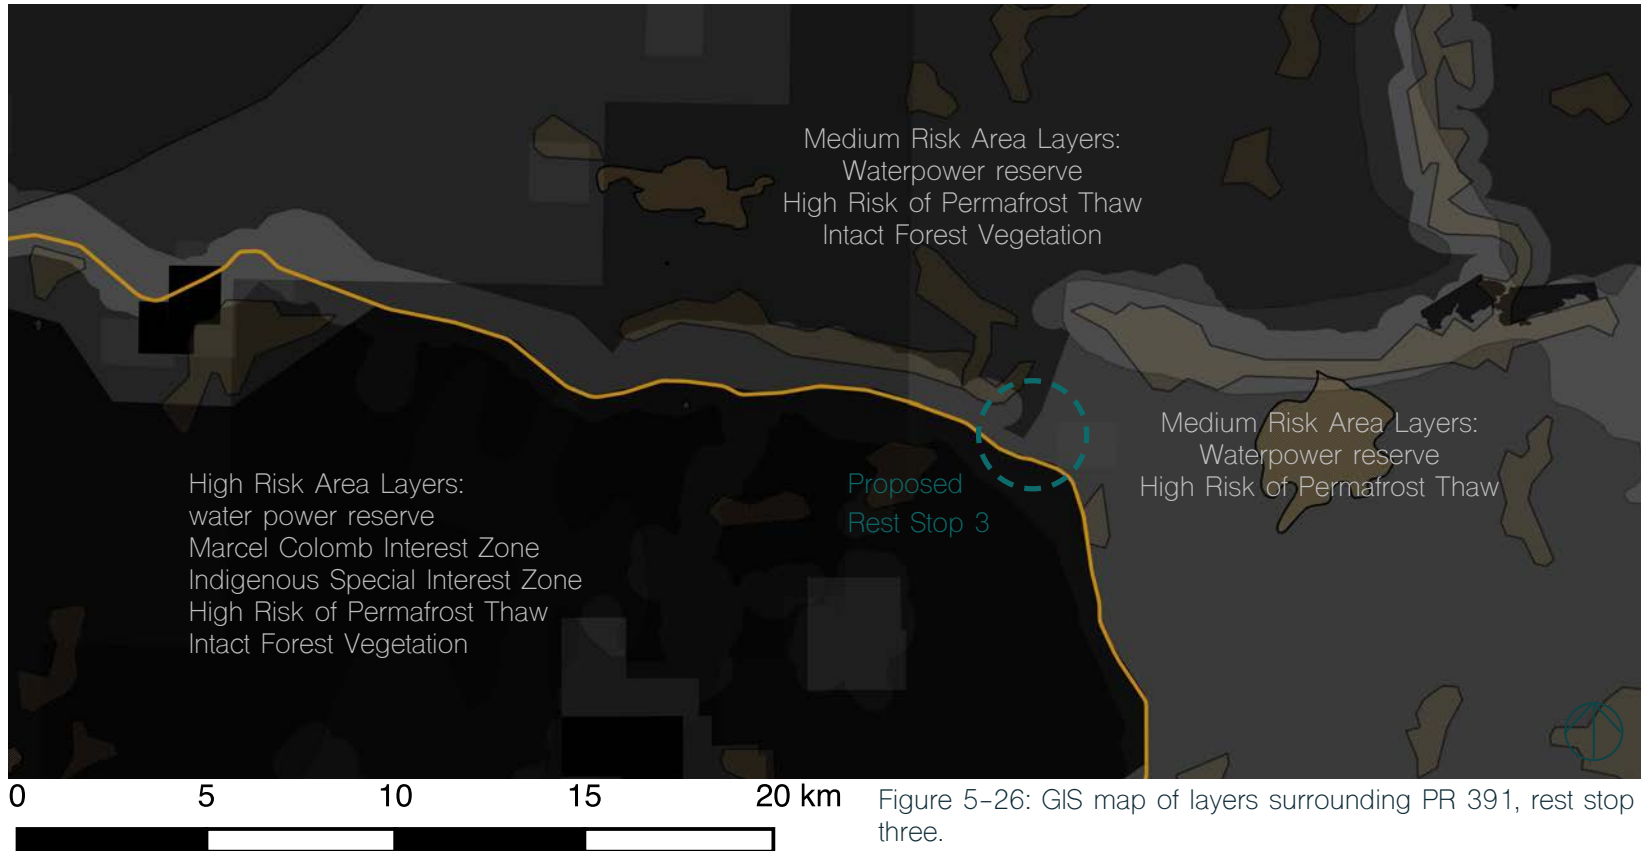 Medium Risk Area Layers:
Waterpower reserve
High Risk of Permafrost Thaw
Intact Forest Vegetation
Medium Risk Area Layers:
Waterpower reserve
High Risk of Permafrost Thaw
High Risk Area Layers:
water power reserve
Marcel Colomb Interest Zone
Indigenous Special Interest Zone
High Risk of Permafrost Thaw
Intact Forest Vegetation
Proposed
Rest Stop 3
0 5 10 15 20 km
Figure 5-26: GIS map of layers surrounding PR 391, rest stop
three.